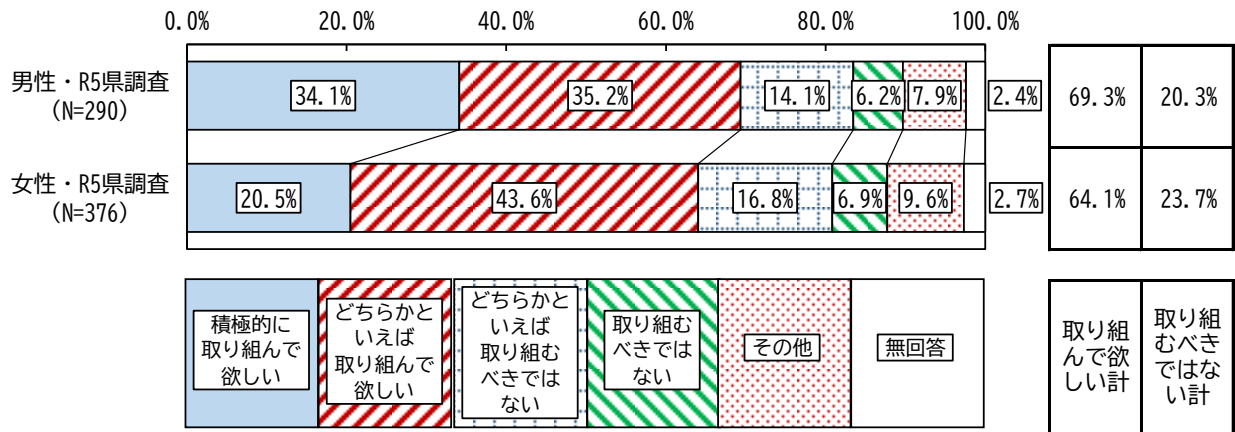 0.0% 20.0% 40.0% 60.0% 80.0% 100.0%
男性・R5県調査
(N=290)
34.1% 35.2% 14.1% 6.2% 7.9% 2.4% 69.3% 20.3%
女性・R5県調査
(N=376)
20.5% 43.6% 16.8% 6.9% 9.6% 2.7% 64.1% 23.7%
積極的に
取り組んで
欲しい
どちらかと
いえば
取り組んで
欲しい
どちらかと
いえば
取り組む
べきでは
ない
取り組む
べきでは
ない
その他
無回答
取り組
んで欲
しい計
取り組
むべき
ではな
い計